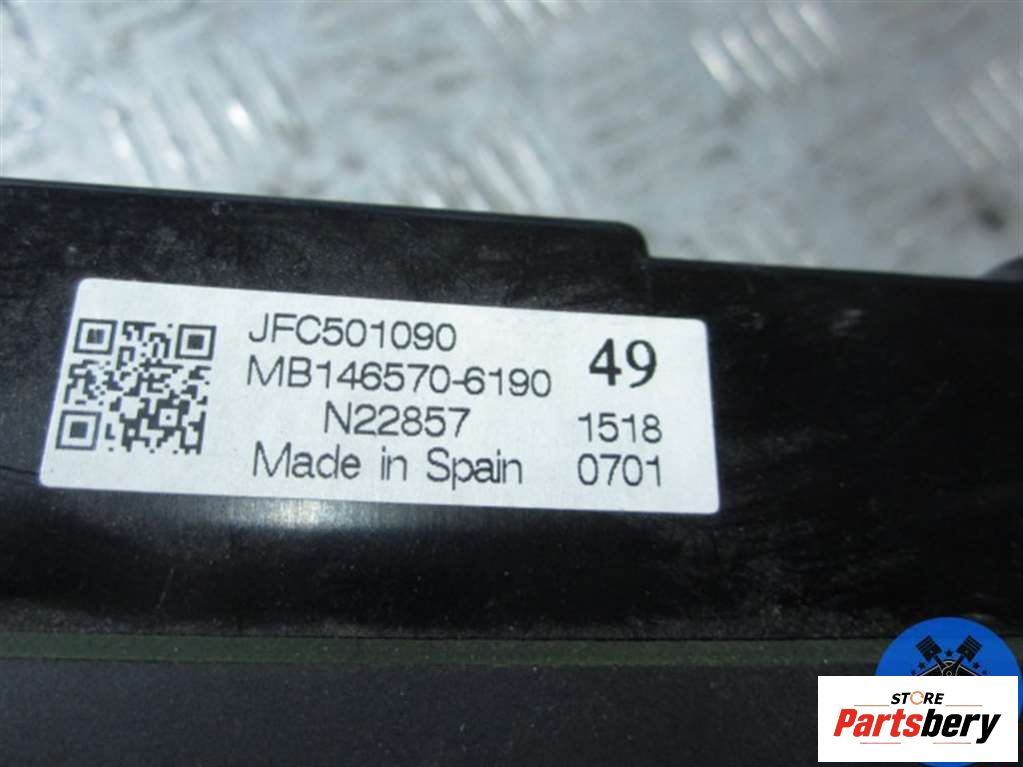 JFC501090
MB146570-6190
49
N22857
1518
Made in Spain
0701
STORE
Partsbery